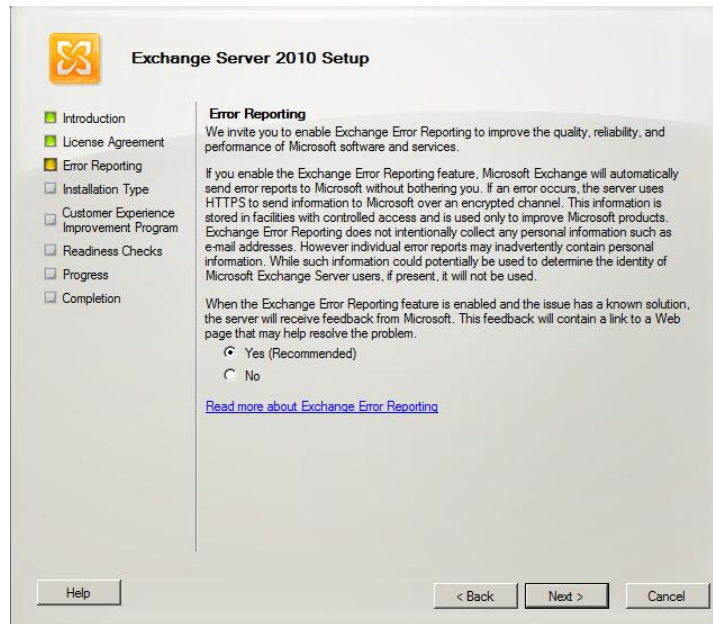 Exchange Server 2010 Setup
Introduction
License Agreement
Error Reporting
Installation Type
Customer Experience
Improvement Program
Readiness Checks
Progress
Completion
Error Reporting
We invite you to enable Exchange Error Reporting to improve the quality, reliability, and
performance of Microsoft software and services.
If you enable the Exchange Error Reporting feature, Microsoft Exchange will automatically
send error reports to Microsoft without bothering you. If an error occurs, the server uses
HTTPS to send information to Microsoft over an encrypted channel. This information is
stored in facilities with controlled access and is used only to improve Microsoft products.
Exchange Error Reporting does not intentionally collect any personal information such as
e-mail addresses. However individual error reports may inadvertently contain personal
information. While such information could potentially be used to determine the identity of
Microsoft Exchange Server users, if present, it will not be used.
When the Exchange Error Reporting feature is enabled and the issue has a known solution,
the server will receive feedback from Microsoft. This feedback will contain a link to a Web
page that may help resolve the problem.
Yes (Recommended)
No
Read more about Exchange Error Reporting
Help
< Back
Next >
Cancel